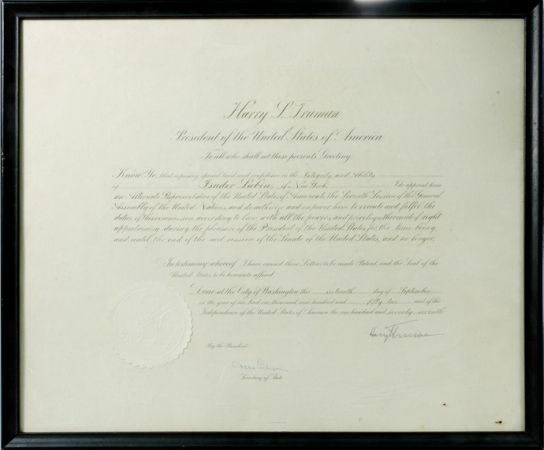 Harry S. Truman
President of the United States of America
To all who shall see these presents, Greeting:
Know Ye, that reposing special trust and confidence in the Integrity and Ability
of Isador Lubin, of New York, I do appoint him
an Alternate Representative of the United States of America to the Seventh Session of the General
Assembly of the United Nations, and do authorize and empower him to execute and fulfil the
duties of this commission according to law with all the powers and privileges thereunto of right
appertaining, during the pleasure of the President of the United States for the time being,
and until the end of the next session of the Senate of the United States, and no longer.
In testimony whereof, I have caused these Letters to be made Patent, and the Seal of the
United States to be hereunto affixed.
Done at the City of Washington this sixteenth day of September
in the year of our Lord one thousand nine hundred and fifty-two and of the
Independence of the United States of America the one hundred and seventy-seventh
Harry Truman
By the President:
Secretary of State.